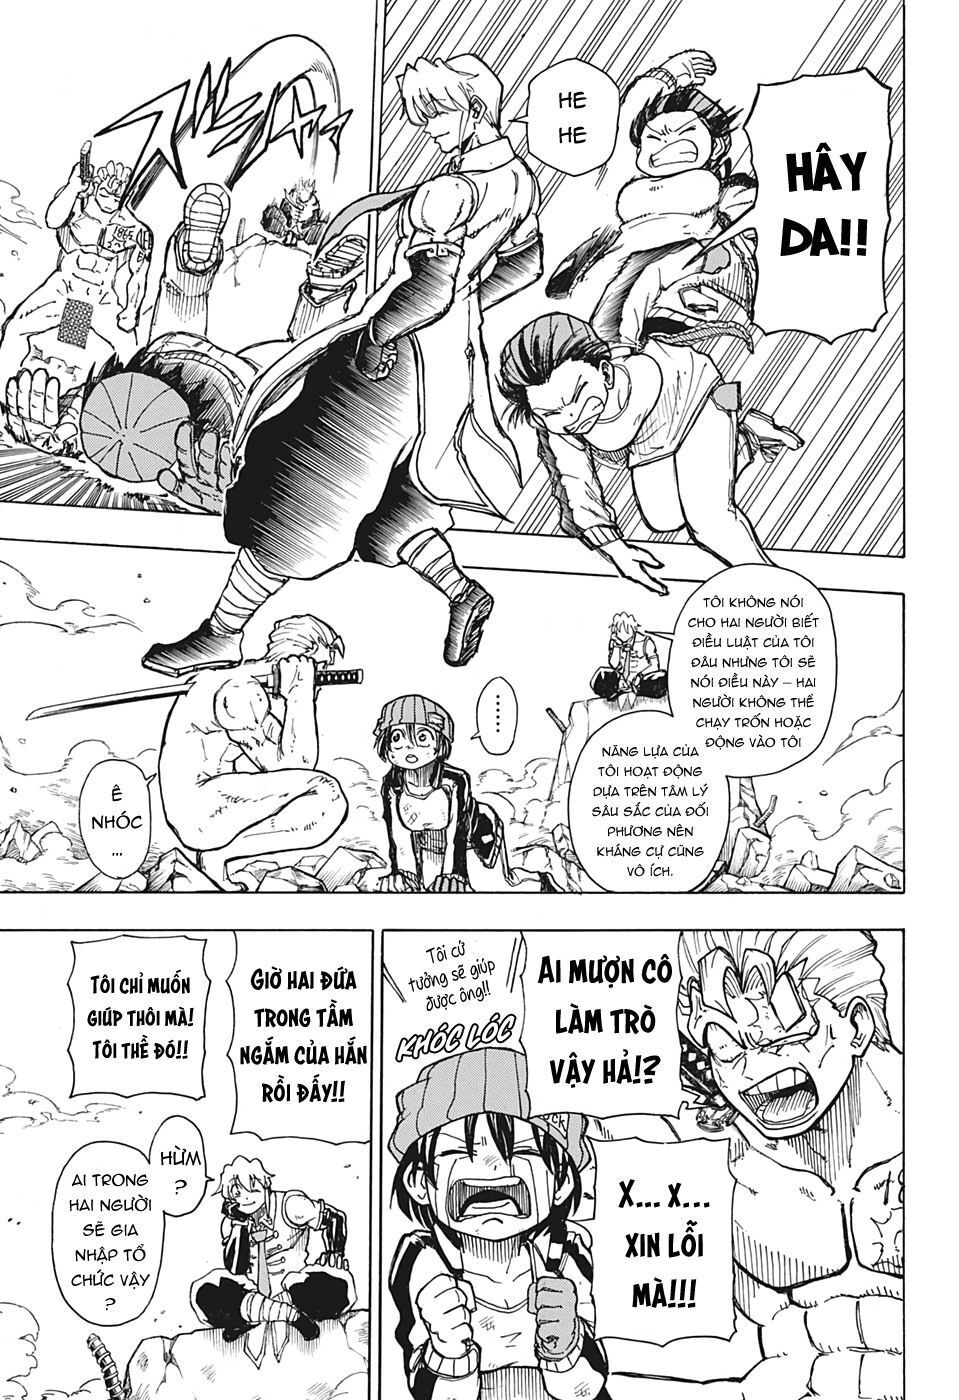 HÂY
DA!!
HE
HE
ズシャ
865
TÔI KHÔNG NÓI
CHO HAI NGƯỜI BIẾT
ĐIỀU LUẬT CỦA TÔI
ĐÂU NHƯNG TÔI SẼ
NÓI ĐIỀU NÀY – HAI
NGƯỜI KHÔNG THỂ
CHẠY TRỐN HOẶC
ĐỘNG VÀO TÔI
NĂNG LỰA CỦA
TÔI HOẠT ĐỘNG
DỰA TRÊN TÂM LÝ
SÂU SẮC CỦA ĐỐI
PHƯƠNG NÊN
KHÁNG CỰ CŨNG
VÔ ÍCH.
......
Ê
NHÓC
...
AI MƯỢN CÔ
LÀM TRÒ
VẬY HẢ!?
Tôi cứ
tưởng sẽ giúp
được ông!!
KHÓC LÓC
X... X...
XIN LỖI
MÀ!!!
GIỜ HAI ĐỨA
TRONG TẦM
NGẮM CỦA HẮN
RỒI ĐẤY!!
TÔI CHỈ MUỐN
GIÚP THÔI MÀ!
TÔI THỀ ĐÓ!!
HỪM
?
AI TRONG
HAI NGƯỜI
SẼ GIA
NHẬP TỔ
CHỨC VẬY
?